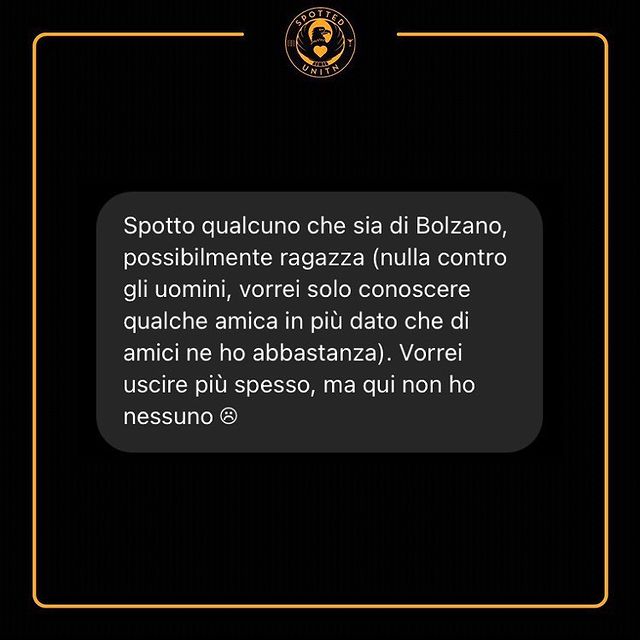 SPOTTED
UNITN
Spotto qualcuno che sia di Bolzano,
possibilmente ragazza (nulla contro
gli uomini, vorrei solo conoscere
qualche amica in più dato che di
amici ne ho abbastanza). Vorrei
uscire più spesso, ma qui non ho
nessuno ☹